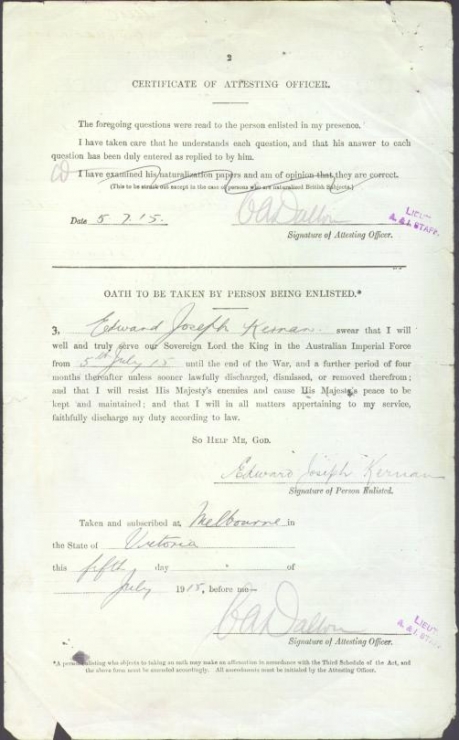 2
CERTIFICATE OF ATTESTING OFFICER.
The foregoing questions were read to the person enlisted in my presence.
I have taken care that he understands each question, and that his answer to each
question has been duly entered as replied to by him.
I have examined his naturalization papers and am of opinion that they are correct.
(This to be struck out except in the case of persons who are naturalized British Subjects.)
Date 5.7.15.
Dalton
LIEUT
A. & I. STAFF.
Signature of Attesting Officer.
OATH TO BE TAKEN BY PERSON BEING ENLISTED.*
3, Edward Joseph Kernan swear that I will
well and truly serve our Sovereign Lord the King in the Australian Imperial Force
from 5th July 15 until the end of the War, and a further period of four
months thereafter unless sooner lawfully discharged, dismissed, or removed therefrom;
and that I will resist His Majesty's enemies and cause His Majesty's peace to be
kept and maintained; and that I will in all matters appertaining to my service,
faithfully discharge my duty according to law.
SO HELP ME, GOD.
Edward Joseph Kernan
Signature of Person Enlisted.
Taken and subscribed at Melbourne in
the State of Victoria
this fifth day of
July 1915, before me—
Dalton
LIEUT
A. & I. STAFF
Signature of Attesting Officer.
*A person enlisting who objects to taking an oath may make an affirmation in accordance with the Third Schedule of the Act, and
the above form must be amended accordingly. All amendments must be initialed by the Attesting Officer.